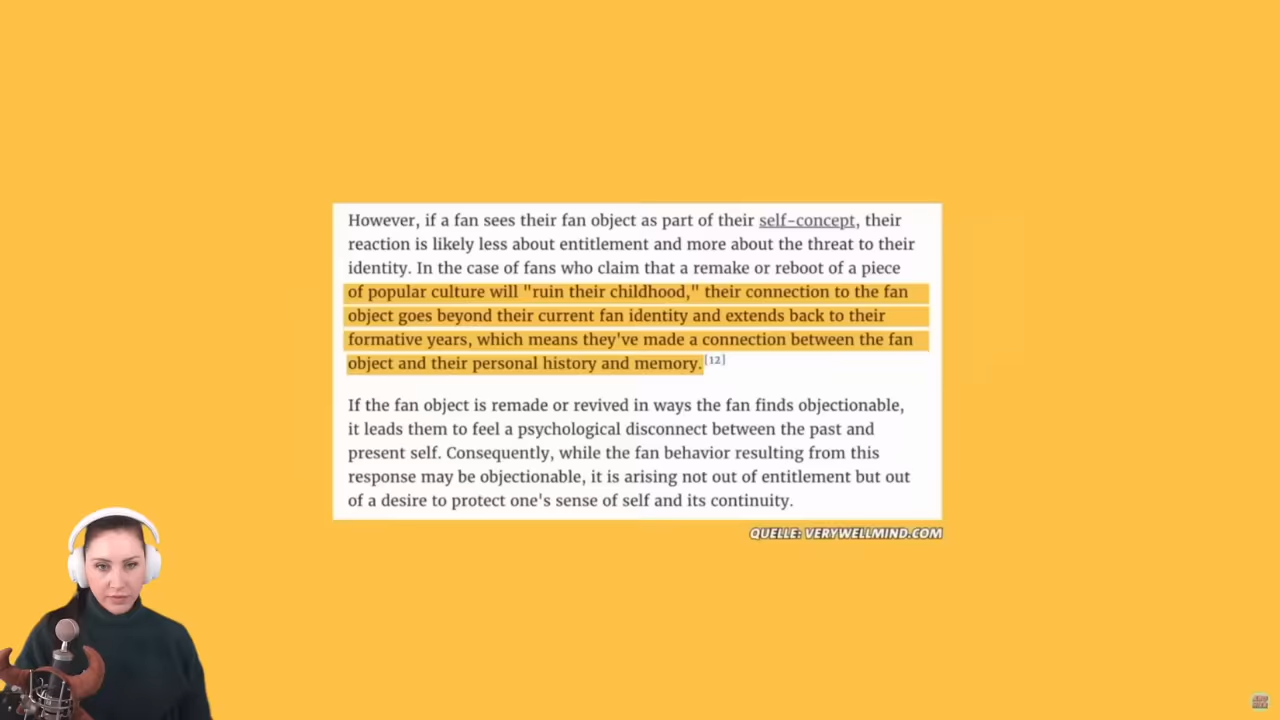 However, if a fan sees their fan object as part of their self-concept, their
reaction is likely less about entitlement and more about the threat to their
identity. In the case of fans who claim that a remake or reboot of a piece
of popular culture will "ruin their childhood," their connection to the fan
object goes beyond their current fan identity and extends back to their
formative years, which means they've made a connection between the fan
object and their personal history and memory.[12]
If the fan object is remade or revived in ways the fan finds objectionable,
it leads them to feel a psychological disconnect between the past and
present self. Consequently, while the fan behavior resulting from this
response may be objectionable, it is arising not out of entitlement but out
of a desire to protect one's sense of self and its continuity.
QUELLE: VERYWELLMIND.COM